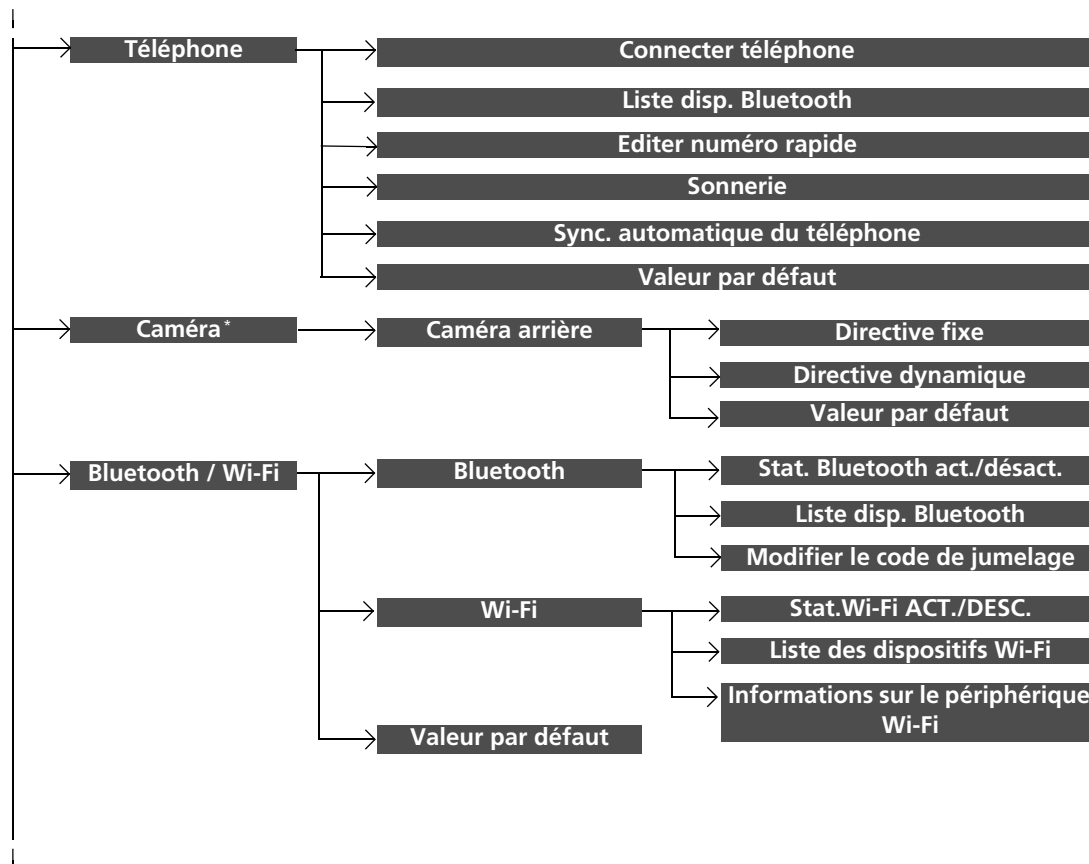 Téléphone
Connecter téléphone
Liste disp. Bluetooth
Editer numéro rapide
Sonnerie
Sync. automatique du téléphone
Valeur par défaut
Caméra*
Caméra arrière
Directive fixe
Directive dynamique
Valeur par défaut
Bluetooth / Wi-Fi
Bluetooth
Stat. Bluetooth act./désact.
Liste disp. Bluetooth
Modifier le code de jumelage
Wi-Fi
Stat.Wi-Fi ACT./DESC.
Liste des dispositifs Wi-Fi
Informations sur le périphérique
Wi-Fi
Valeur par défaut